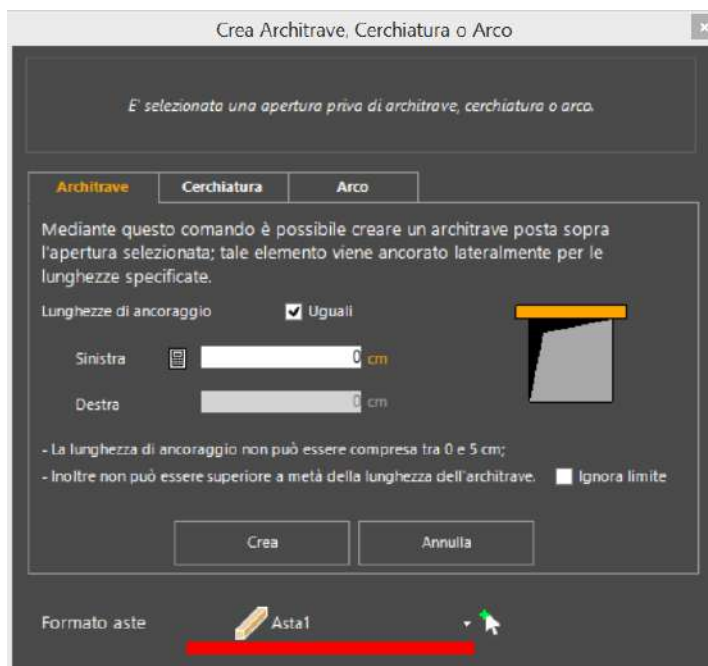 Crea Architrave, Cerchiatura o Arco
x
E' selezionata una apertura priva di architrave, cerchiatura o arco.
Architrave Cerchiatura Arco
Mediante questo comando è possibile creare un architrave posta sopra
l'apertura selezionata; tale elemento viene ancorato lateralmente per le
lunghezze specificate.
Lunghezze di ancoraggio Uguali
Sinistra 0 cm
Destra 0 cm
- La lunghezza di ancoraggio non può essere compresa tra 0 e 5 cm;
- Inoltre non può essere superiore a metà della lunghezza dell'architrave. Ignora limite
Crea Annulla
Formato aste Asta1